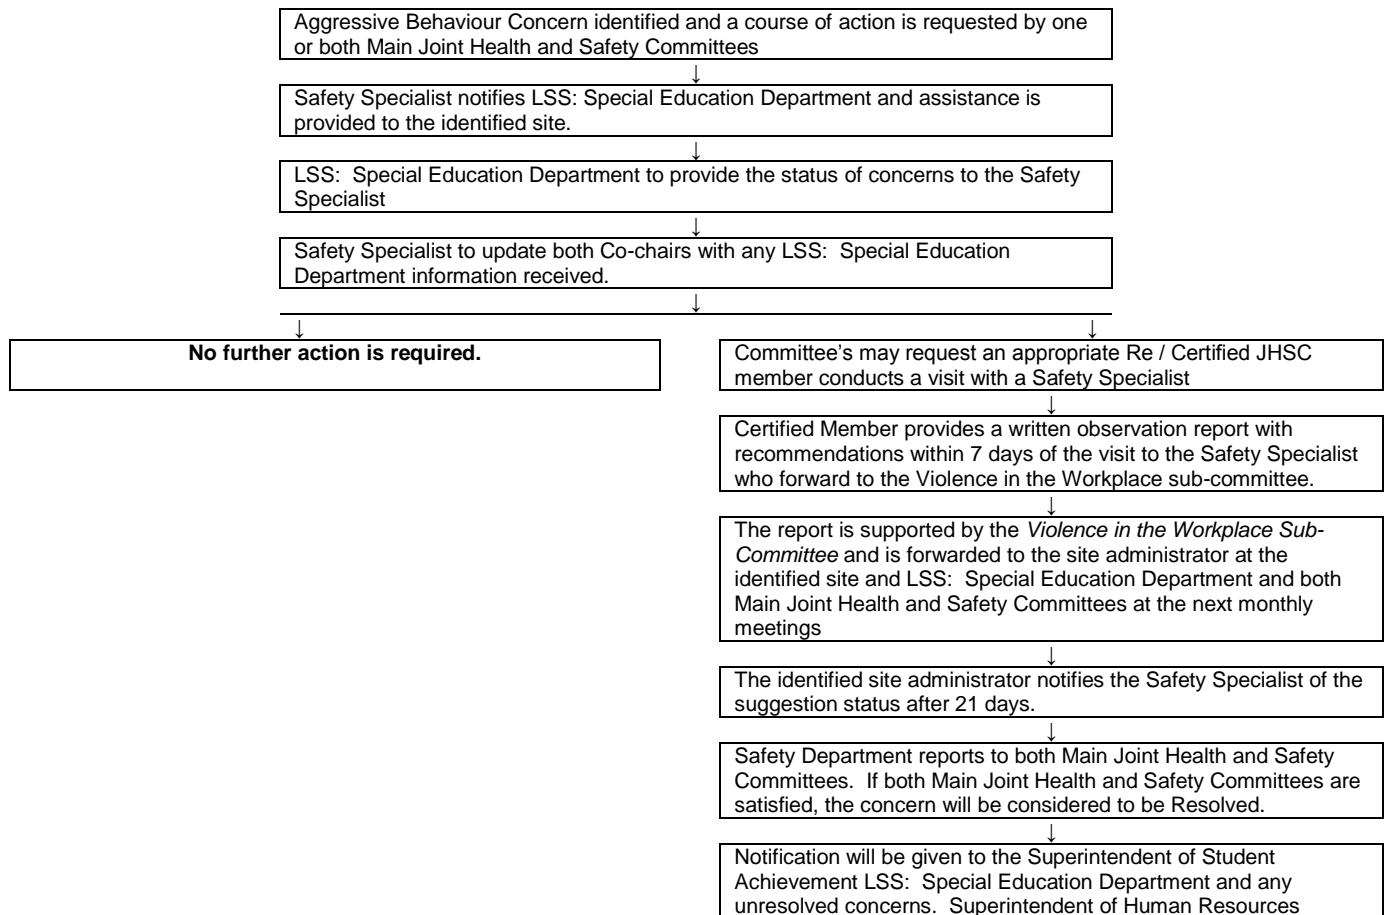 Aggressive Behaviour Concern identified and a course of action is requested by one
or both Main Joint Health and Safety Committees
↓
Safety Specialist notifies LSS: Special Education Department and assistance is
provided to the identified site.
↓
LSS:  Special Education Department to provide the status of concerns to the Safety
Specialist
↓
Safety Specialist to update both Co-chairs with any LSS:  Special Education
Department information received.
↓
↓ ↓
No further action is required.
Committee's may request an appropriate Re / Certified JHSC
member conducts a visit with a Safety Specialist
↓
Certified Member provides a written observation report with
recommendations within 7 days of the visit to the Safety Specialist
who forward to the Violence in the Workplace sub-committee.
↓
The report is supported by the Violence in the Workplace Sub-
Committee and is forwarded to the site administrator at the
identified site and LSS:  Special Education Department and both
Main Joint Health and Safety Committees at the next monthly
meetings
↓
The identified site administrator notifies the Safety Specialist of the
suggestion status after 21 days.
↓
Safety Department reports to both Main Joint Health and Safety
Committees.  If both Main Joint Health and Safety Committees are
satisfied, the concern will be considered to be Resolved.
↓
Notification will be given to the Superintendent of Student
Achievement LSS:  Special Education Department and any
unresolved concerns.  Superintendent of Human Resources